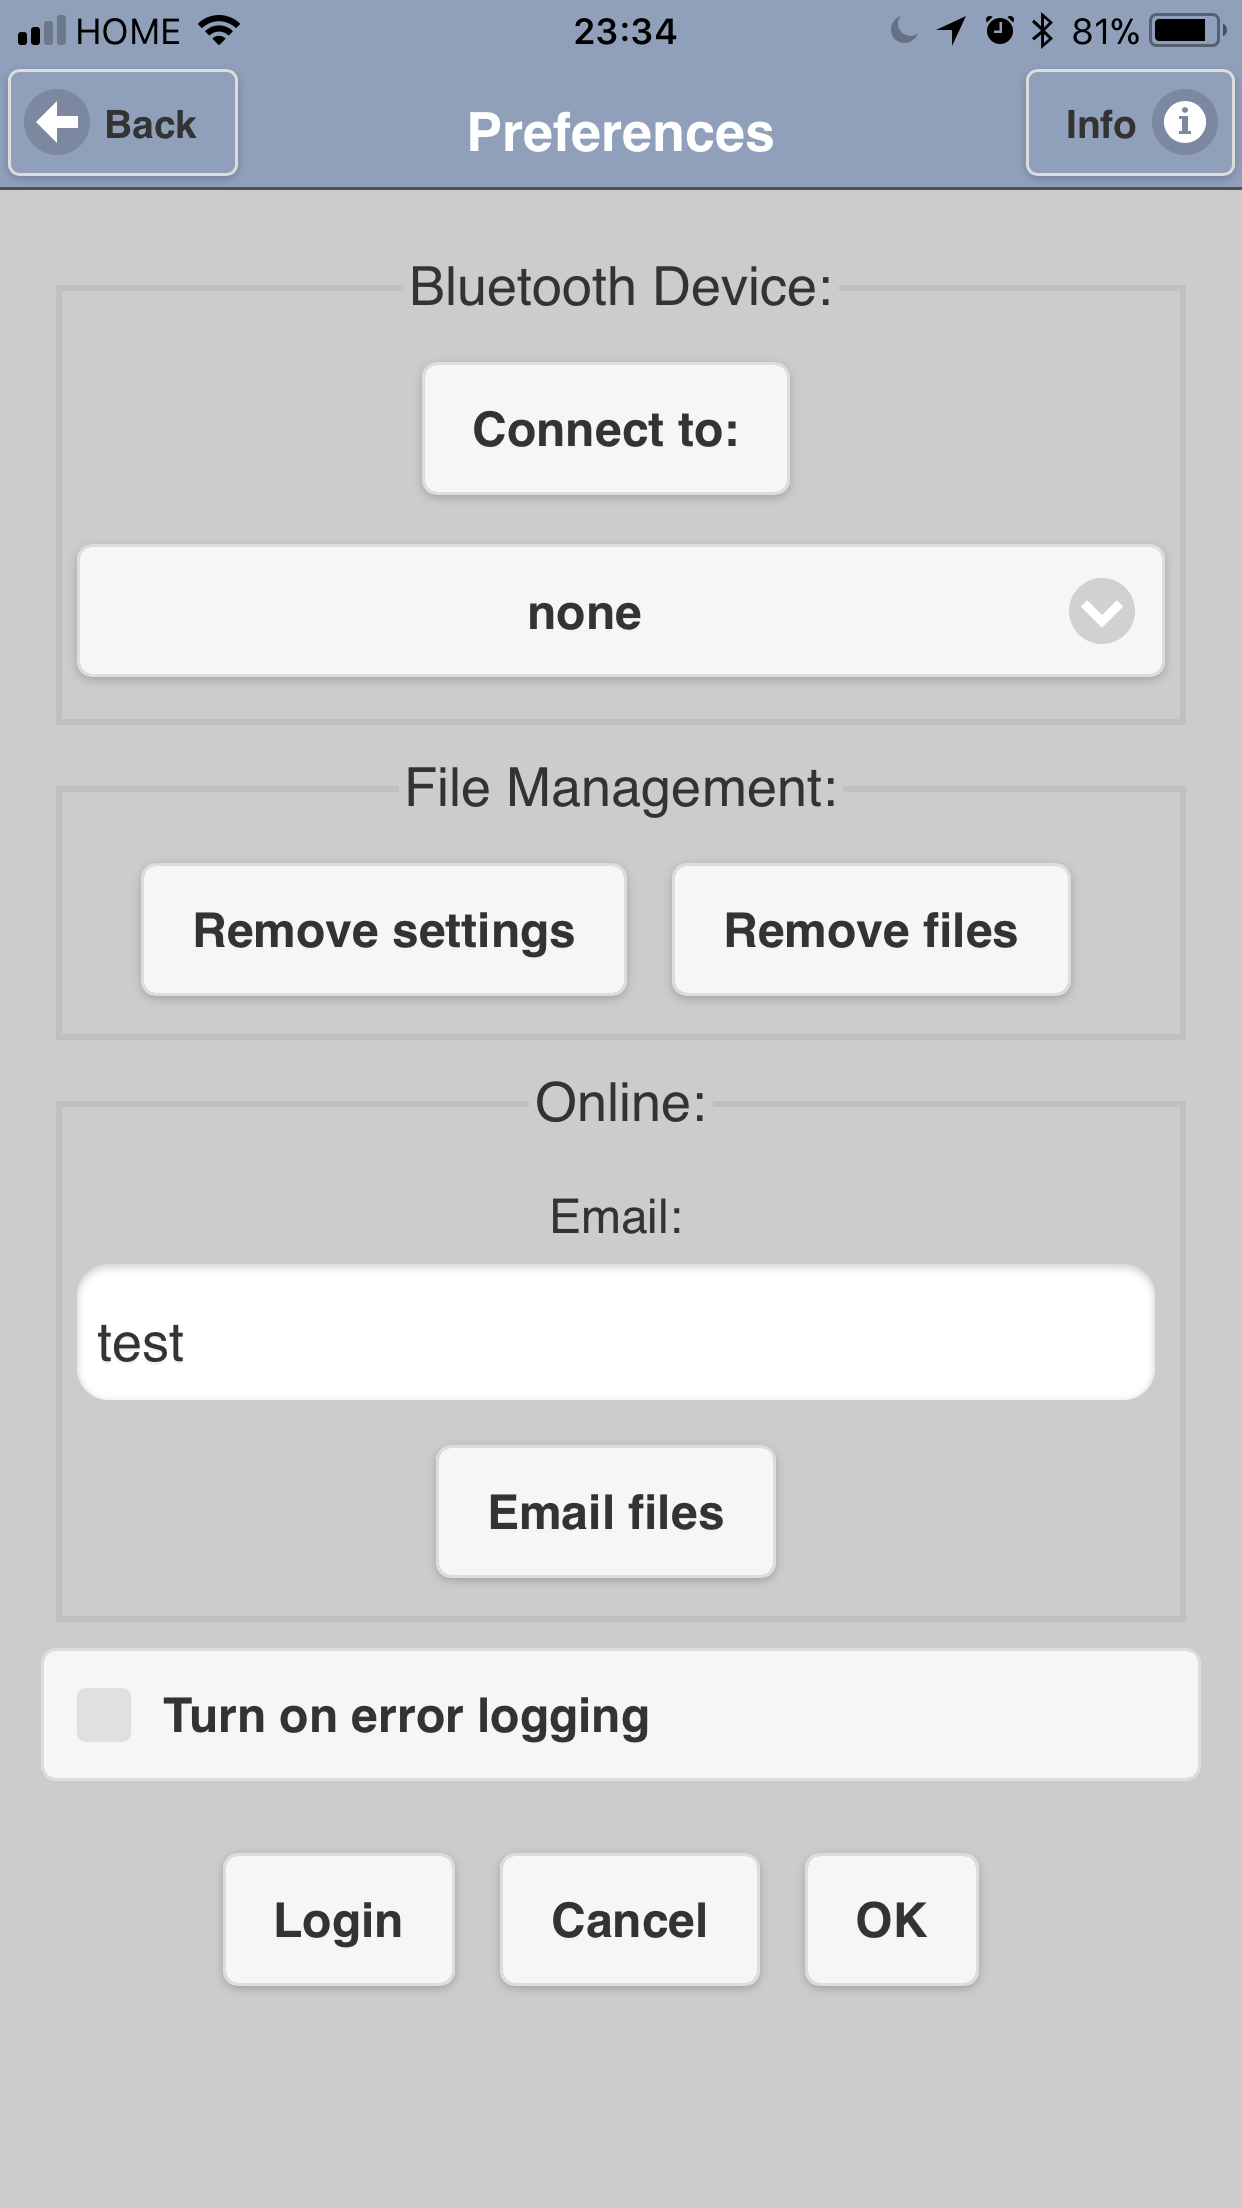 HOME 23:34 81%
Back Preferences Info
Bluetooth Device:
Connect to:
none
File Management:
Remove settings Remove files
Online:
Email:
test
Email files
Turn on error logging
Login Cancel OK